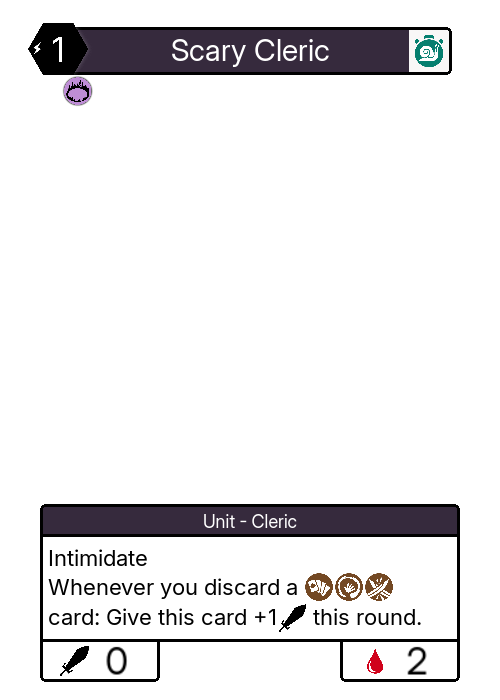 1
Scary Cleric
Unit - Cleric
Intimidate
Whenever you discard a
card: Give this card +1 this round.
0
2